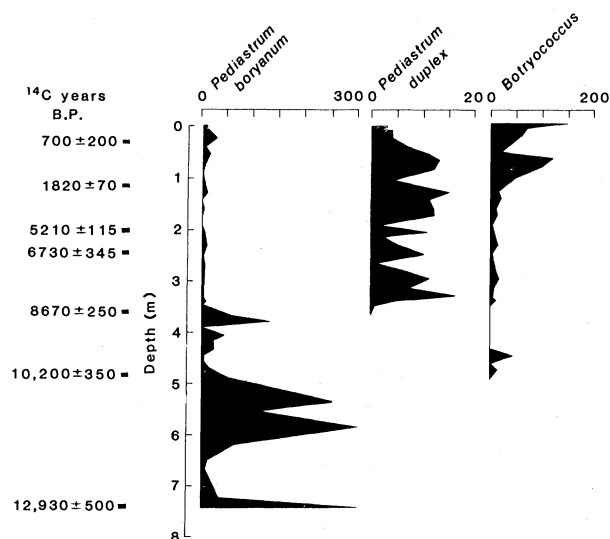 Pediastrum
boryanum
Pediastrum
duplex
Botryococcus
¹⁴C years
B.P.
0 300
0 20
0 200
0
700 ±200
1
1820 ±70
2
5210 ±115
6730 ±345
3
8670 ±250
4
10,200 ±350
5
6
7
12,930 ±500
8
Depth (m)